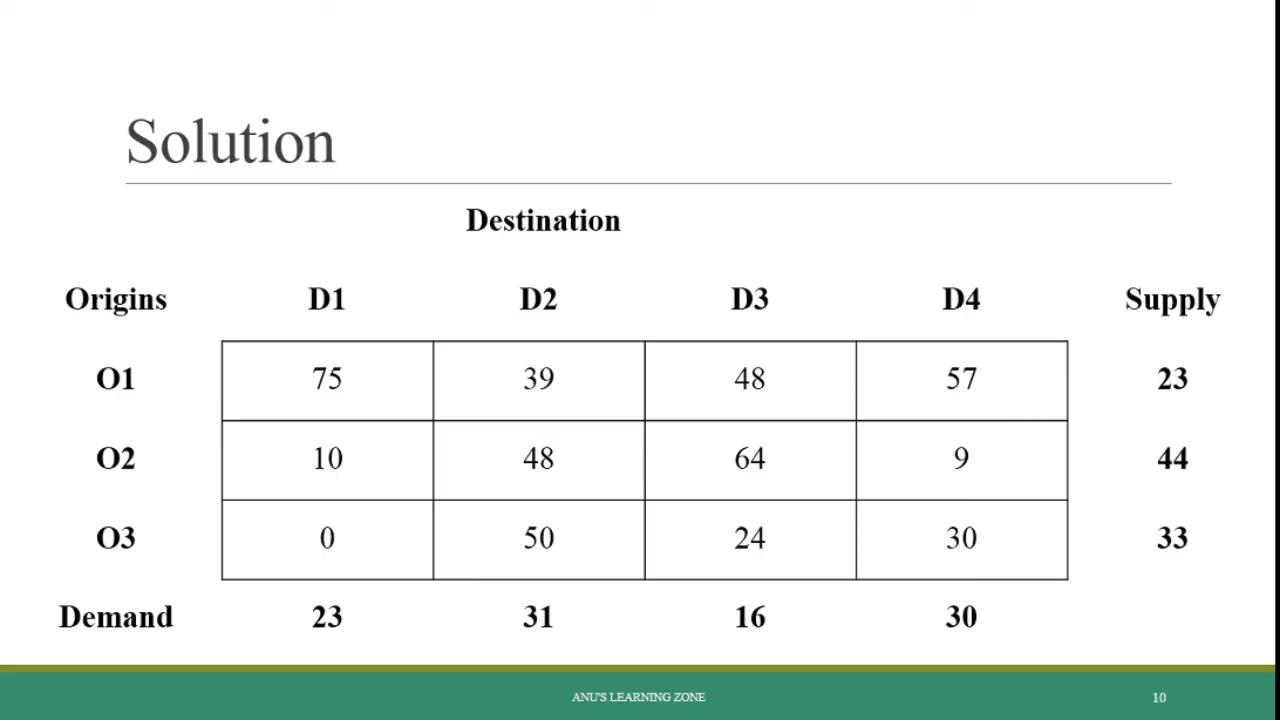 Solution
Destination
Origins D1 D2 D3 D4 Supply
O1 75 39 48 57 23
O2 10 48 64 9 44
O3 0 50 24 30 33
Demand 23 31 16 30
ANU'S LEARNING ZONE 10